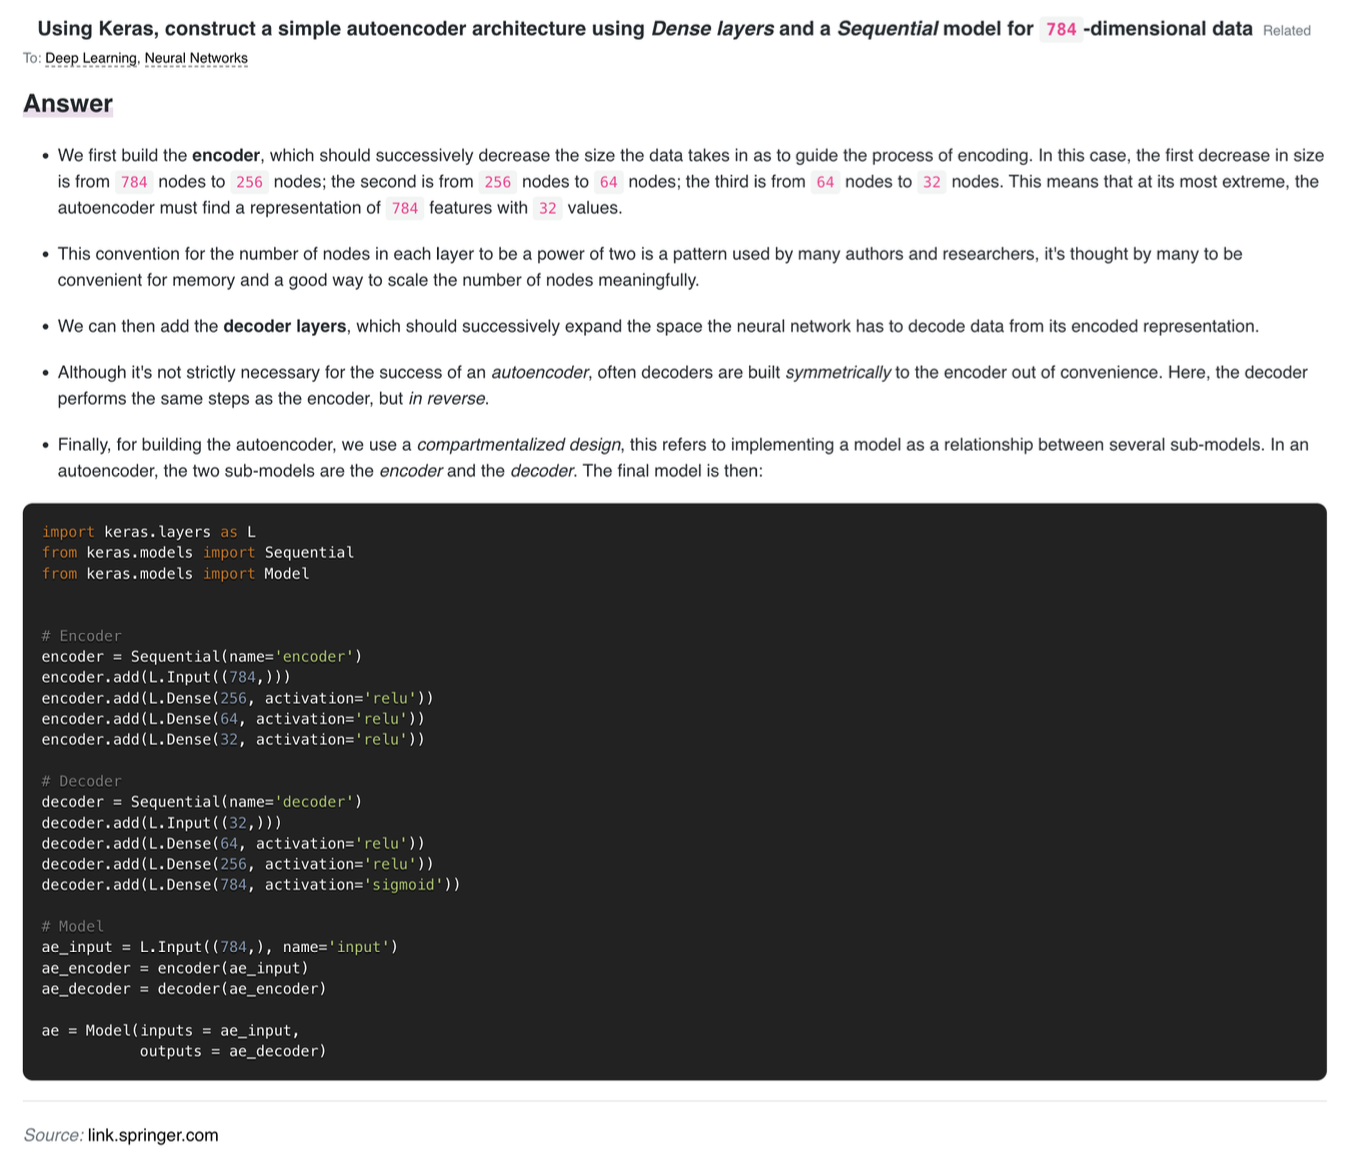 Using Keras, construct a simple autoencoder architecture using Dense layers and a Sequential model for 784 -dimensional data Related
To: Deep Learning, Neural Networks
Answer
• We first build the encoder, which should successively decrease the size the data takes in as to guide the process of encoding. In this case, the first decrease in size
is from 784 nodes to 256 nodes; the second is from 256 nodes to 64 nodes; the third is from 64 nodes to 32 nodes. This means that at its most extreme, the
autoencoder must find a representation of 784 features with 32 values.
• This convention for the number of nodes in each layer to be a power of two is a pattern used by many authors and researchers, it's thought by many to be
convenient for memory and a good way to scale the number of nodes meaningfully.
• We can then add the decoder layers, which should successively expand the space the neural network has to decode data from its encoded representation.
• Although it's not strictly necessary for the success of an autoencoder, often decoders are built symmetrically to the encoder out of convenience. Here, the decoder
performs the same steps as the encoder, but in reverse.
• Finally, for building the autoencoder, we use a compartmentalized design, this refers to implementing a model as a relationship between several sub-models. In an
autoencoder, the two sub-models are the encoder and the decoder. The final model is then:
import keras.layers as L
from keras.models import Sequential
from keras.models import Model
# Encoder
encoder = Sequential(name='encoder')
encoder.add(L.Input((784,)))
encoder.add(L.Dense(256, activation='relu'))
encoder.add(L.Dense(64, activation='relu'))
encoder.add(L.Dense(32, activation='relu'))
# Decoder
decoder = Sequential(name='decoder')
decoder.add(L.Input((32,)))
decoder.add(L.Dense(64, activation='relu'))
decoder.add(L.Dense(256, activation='relu'))
decoder.add(L.Dense(784, activation='sigmoid'))
# Model
ae_input = L.Input((784,), name='input')
ae_encoder = encoder(ae_input)
ae_decoder = decoder(ae_encoder)
ae = Model(inputs = ae_input,
outputs = ae_decoder)
Source: link.springer.com